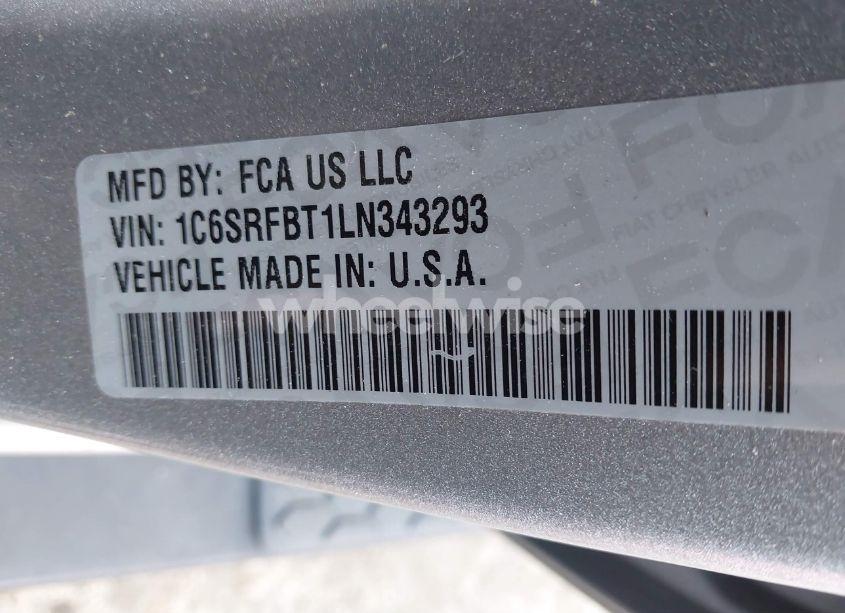 MFD BY: FCA US LLC
VIN: 1C6SRFBT1LN343293
VEHICLE MADE IN: U.S.A.
wheelwise